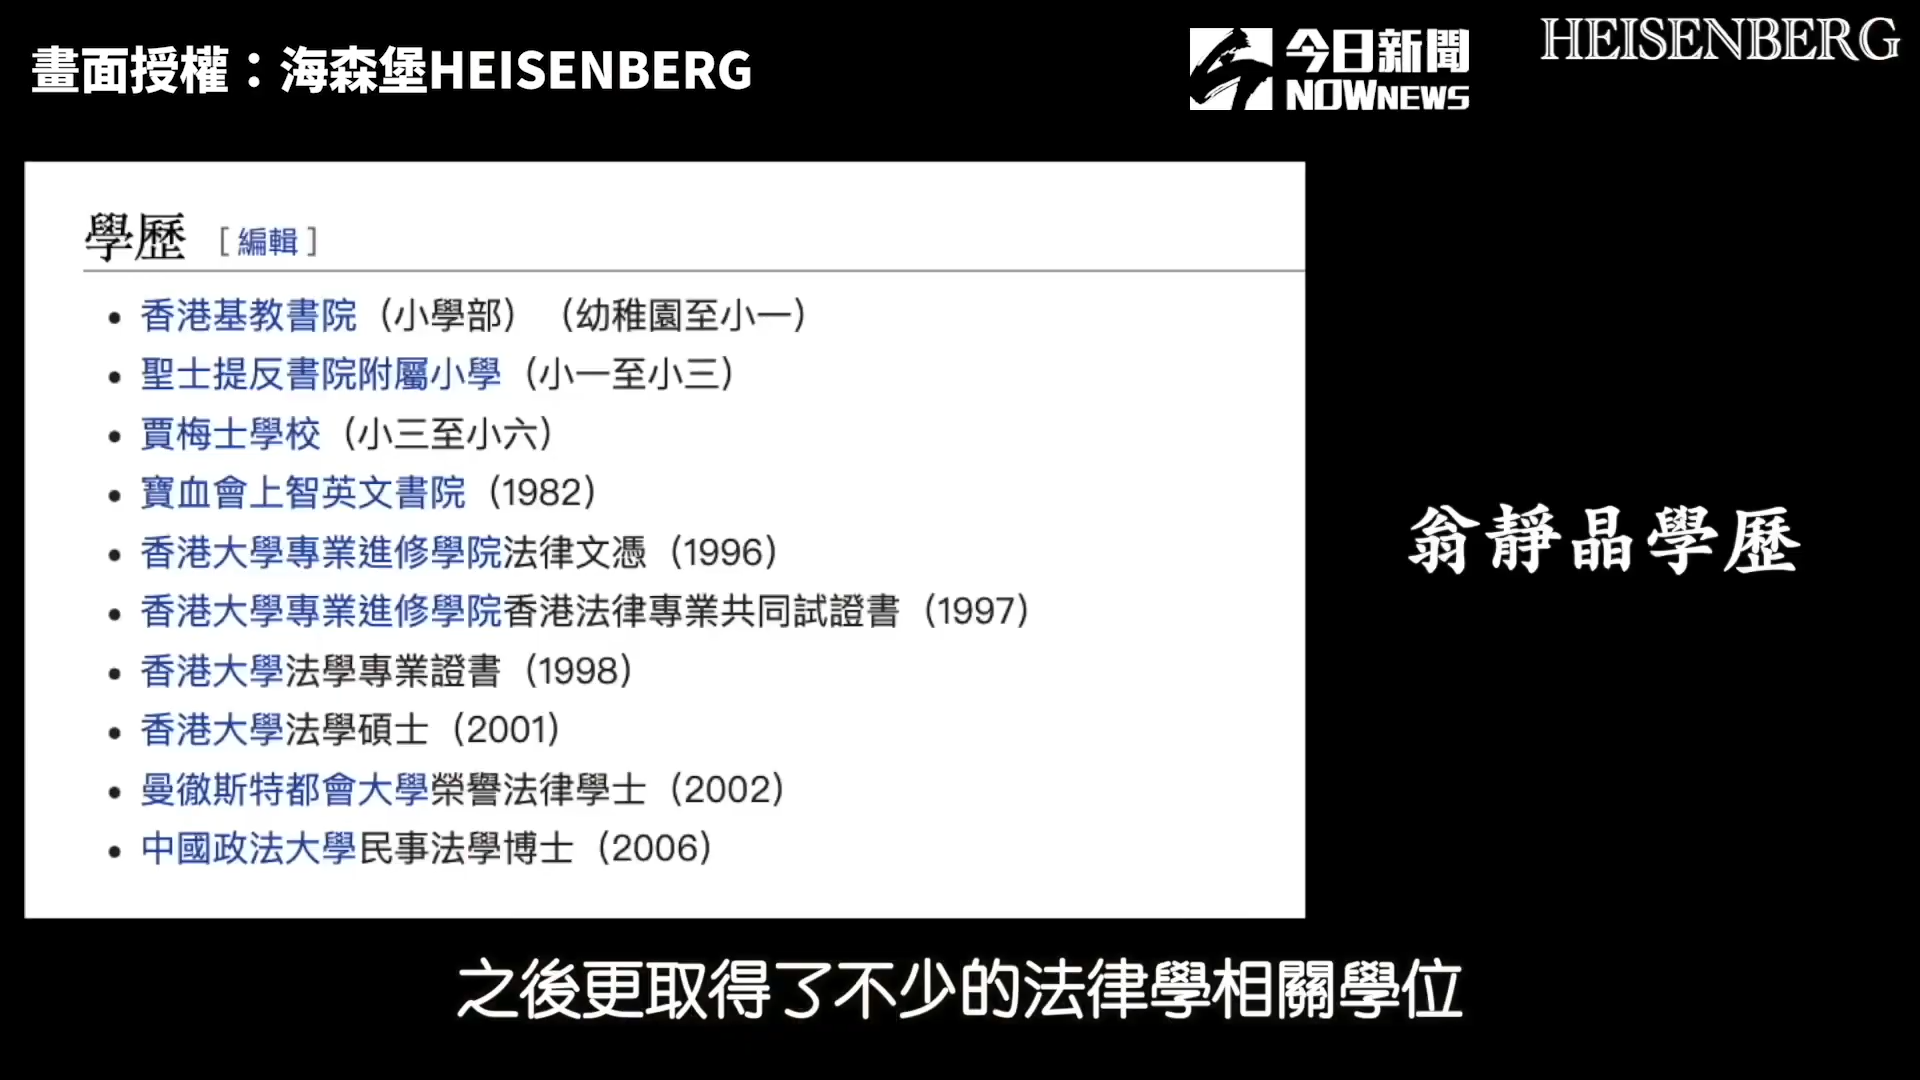 畫面授權：海森堡HEISENBERG
今日新聞
NOWNEWS
HEISENBERG
學歷 [編輯]
• 香港基教書院（小學部）（幼稚園至小一）
• 聖士提反書院附屬小學（小一至小三）
• 賈梅士學校（小三至小六）
• 寶血會上智英文書院（1982）
• 香港大學專業進修學院法律文憑（1996）
• 香港大學專業進修學院香港法律專業共同試證書（1997）
• 香港大學法學專業證書（1998）
• 香港大學法學碩士（2001）
• 曼徹斯特都會大學榮譽法律學士（2002）
• 中國政法大學民事法學博士（2006）
翁靜晶學歷
之後更取得了不少的法律學相關學位